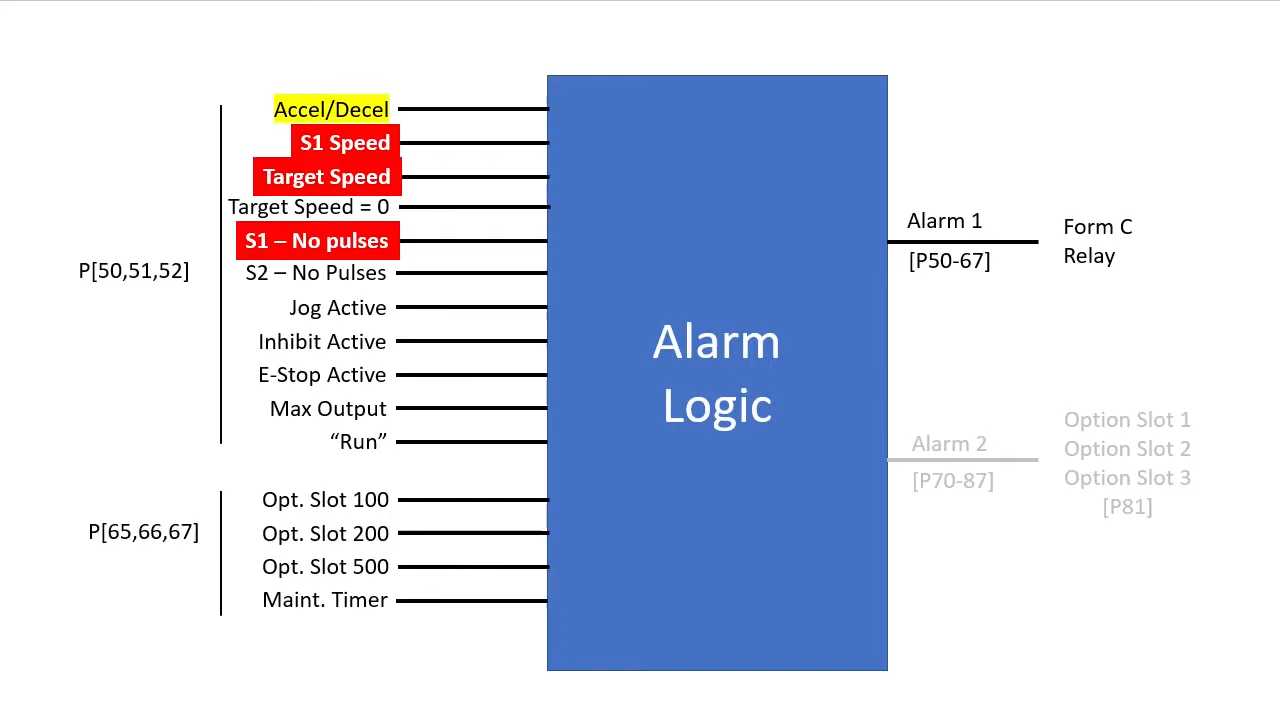 Accel/Decel
S1 Speed
Target Speed
Target Speed = 0
S1 – No pulses
S2 – No Pulses
Jog Active
Inhibit Active
E-Stop Active
Max Output
“Run”
P[50,51,52]
Opt. Slot 100
Opt. Slot 200
Opt. Slot 500
Maint. Timer
P[65,66,67]
Alarm
Logic
Alarm 1
[P50-67]
Form C
Relay
Alarm 2
[P70-87]
Option Slot 1
Option Slot 2
Option Slot 3
[P81]